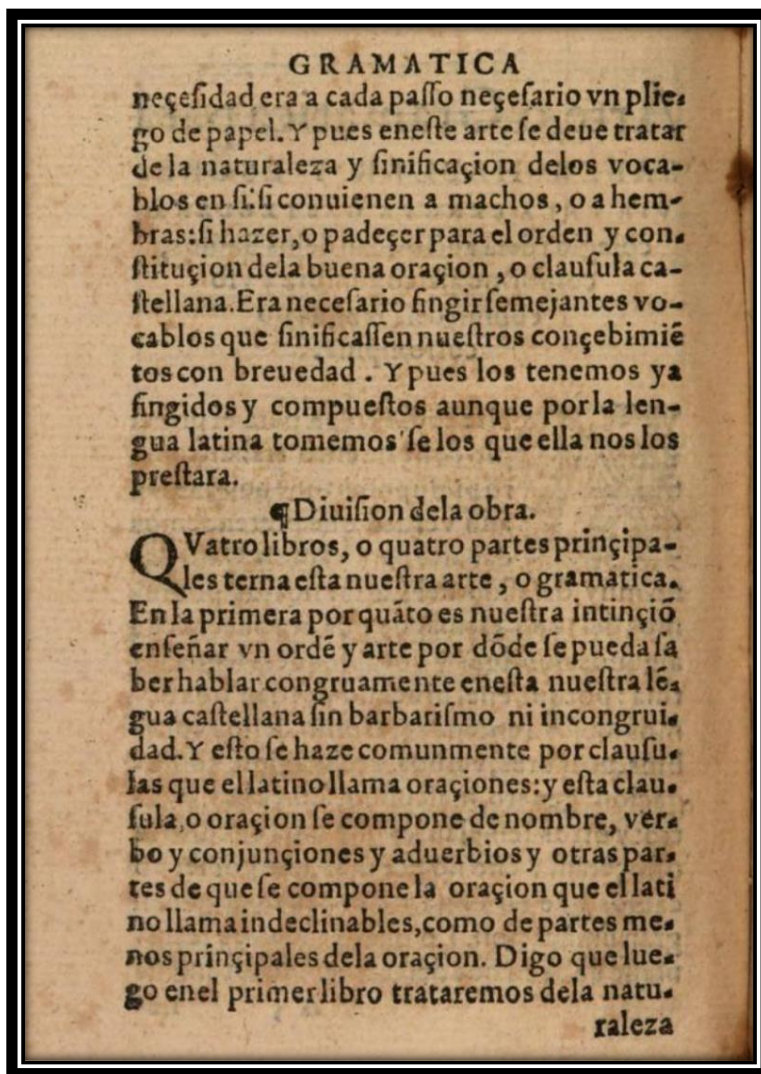 GRAMATICA
neçeſidad era a cada paſſo neçeſario vn plie-
go de papel. Y pues eneſte arte ſe deue tratar
de la naturaleza y ſinificaçion delos voca-
blos en ſi: ſi conuienen a machos, o a hem-
bras: ſi hazer, o padeçer para el orden y con-
ſtituçion dela buena oraçion, o clauſula ca-
ſtellana. Era necefario fingir ſemejantes vo-
cablos que ſinificaſſen nueſtros conçebimiẽ
tos con breuedad. Y pues los tenemos ya
fingidos y compueſtos aunque por la len-
gua latina tomemos ſe los que ella nos los
preſtara.
¶ Diuiſion dela obra.
QVatro libros, o quatro partes prinçipa-
les terna eſta nueſtra arte, o gramatica.
En la primera por quãto es nueſtra intinçiõ
enſeñar vn ordẽ y arte por dõde ſe pueda ſa
ber hablar congruamente eneſta nueſtra lẽ-
gua caſtellana ſin barbariſmo ni incongrui-
dad. Y eſto ſe haze comunmente por clauſu-
las que el latino llama oraçiones: y eſta clau-
ſula, o oraçion ſe compone de nombre, ver-
bo y conjunçiones y aduerbios y otras par-
tes de que ſe compone la oraçion que el lati
no llama indeclinables, como de partes me-
nos prinçipales dela oraçion. Digo que lue-
go enel primer libro trataremos dela natu-
raleza